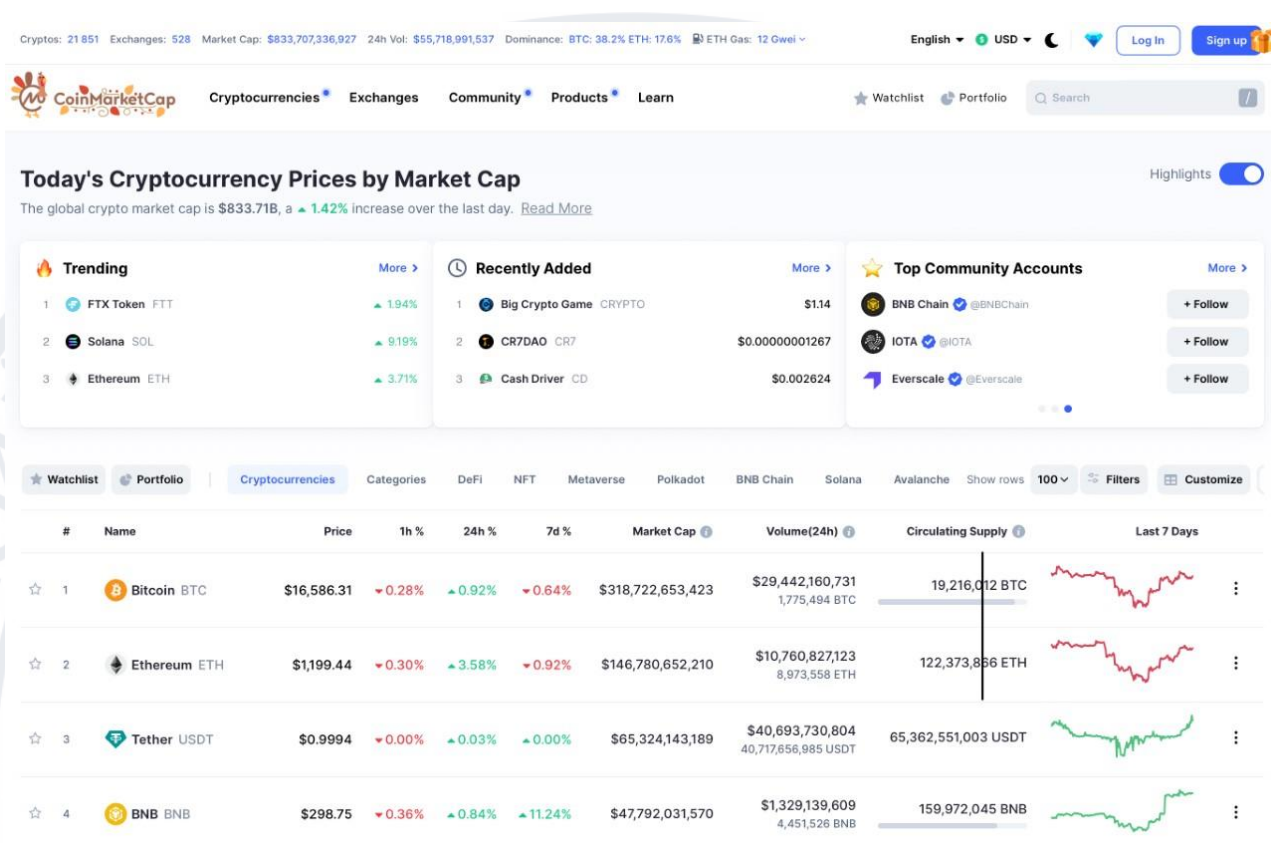 Cryptos: 21 851 Exchanges: 528 Market Cap: $833,707,336,927 24h Vol: $55,718,991,537 Dominance: BTC: 38.2% ETH: 17.6% ETH Gas: 12 Gwei English USD Log In Sign up
CoinMarketCap Cryptocurrencies Exchanges Community Products Learn Watchlist Portfolio Search /
Today's Cryptocurrency Prices by Market Cap Highlights
The global crypto market cap is $833.71B, a 1.42% increase over the last day. Read More
Trending More >
1 FTX Token FTT 1.94%
2 Solana SOL 9.19%
3 Ethereum ETH 3.71%
Recently Added More >
1 Big Crypto Game CRYPTO $1.14
2 CR7DAO CR7 $0.00000001267
3 Cash Driver CD $0.002624
Top Community Accounts More >
BNB Chain @BNBChain + Follow
IOTA @IOTA + Follow
Everscale @Everscale + Follow
Watchlist Portfolio Cryptocurrencies Categories DeFi NFT Metaverse Polkadot BNB Chain Solana Avalanche Show rows 100 Filters Customize
# Name Price 1h % 24h % 7d % Market Cap Volume(24h) Circulating Supply Last 7 Days
1 Bitcoin BTC $16,586.31 0.28% 0.92% 0.64% $318,722,653,423 $29,442,160,731 19,216,012 BTC
1,775,494 BTC
2 Ethereum ETH $1,199.44 0.30% 3.58% 0.92% $146,780,652,210 $10,760,827,123 122,373,866 ETH
8,973,558 ETH
3 Tether USDT $0.9994 0.00% 0.03% 0.00% $65,324,143,189 $40,693,730,804 65,362,551,003 USDT
40,717,656,985 USDT
4 BNB BNB $298.75 0.36% 0.84% 11.24% $47,792,031,570 $1,329,139,609 159,972,045 BNB
4,451,526 BNB